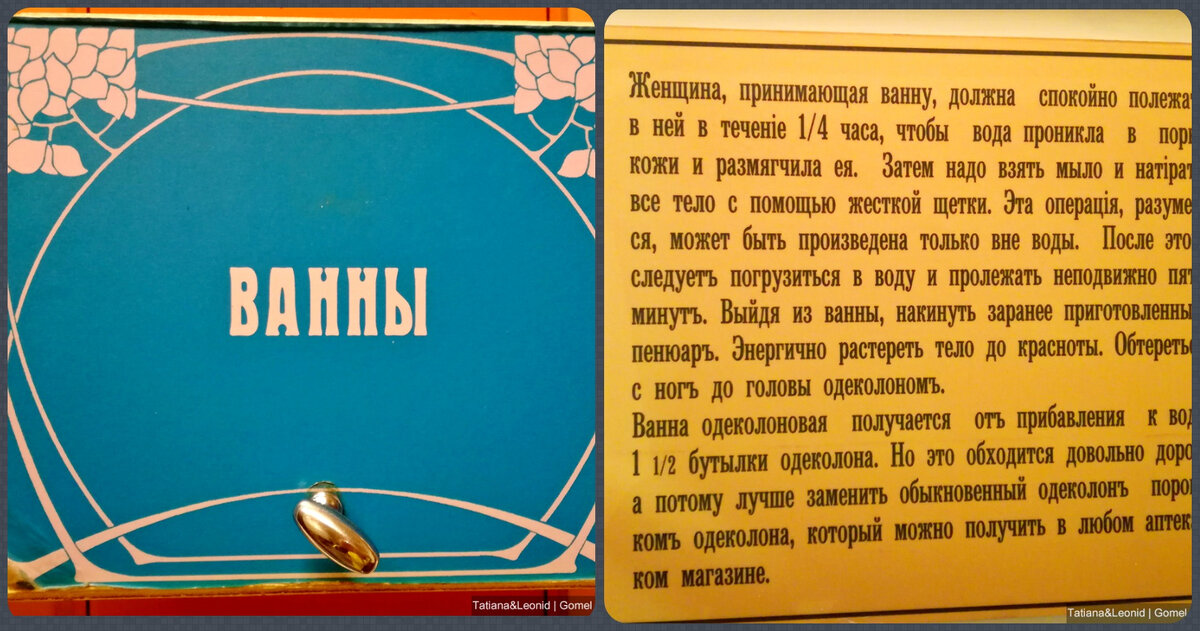 ВАННЫ
Tatiana&Leonid | Gomel
Женщина, принимающая ванну, должна спокойно полежа
в ней в теченіе 1/4 часа, чтобы вода проникла в пор
кожи и размягчила ея. Затем надо взять мыло и натірат
все тело с помощью жесткой щетки. Эта операція, разуме
ся, может быть произведена только вне воды. После это
следуетъ погрузиться в воду и пролежать неподвижно пят
минутъ. Выйдя из ванны, накинуть заранее приготовленны
пенюаръ. Энергично растереть тело до красноты. Обтереть
с ногъ до головы одеколономъ.
Ванна одеколоновая получается отъ прибавления к вод
1 1/2 бутылки одеколона. Но это обходится довольно доро
а потому лучше заменить обыкновенный одеколонъ поро
комъ одеколона, который можно получить в любом аптек
ком магазине.
Tatiana&Leonid | Gomel